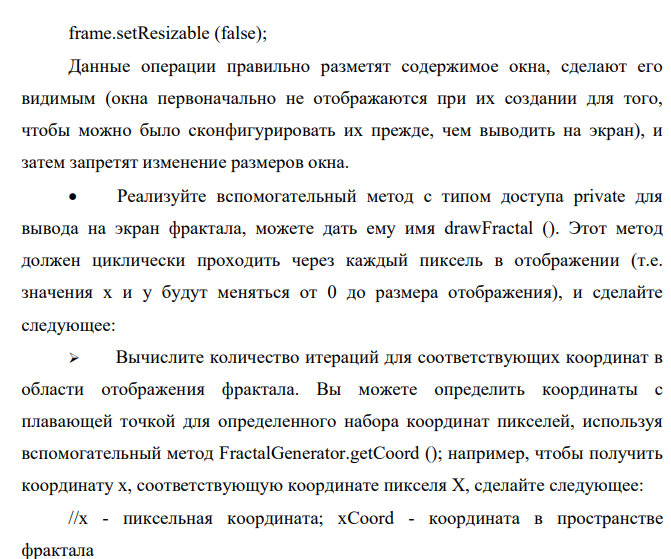 frame.setResizable (false);
Данные операции правильно разметят содержимое окна, сделают его
видимым (окна первоначально не отображаются при их создании для того,
чтобы можно было сконфигурировать их прежде, чем выводить на экран), и
затем запретят изменение размеров окна.
• Реализуйте вспомогательный метод с типом доступа private для
вывода на экран фрактала, можете дать ему имя drawFractal (). Этот метод
должен циклически проходить через каждый пиксель в отображении (т.е.
значения x и y будут меняться от 0 до размера отображения), и сделайте
следующее:
➢ Вычислите количество итераций для соответствующих координат в
области отображения фрактала. Вы можете определить координаты с
плавающей точкой для определенного набора координат пикселей, используя
вспомогательный метод FractalGenerator.getCoord (); например, чтобы получить
координату x, соответствующую координате пикселя X, сделайте следующее:
//x - пиксельная координата; xCoord - координата в пространстве
фрактала